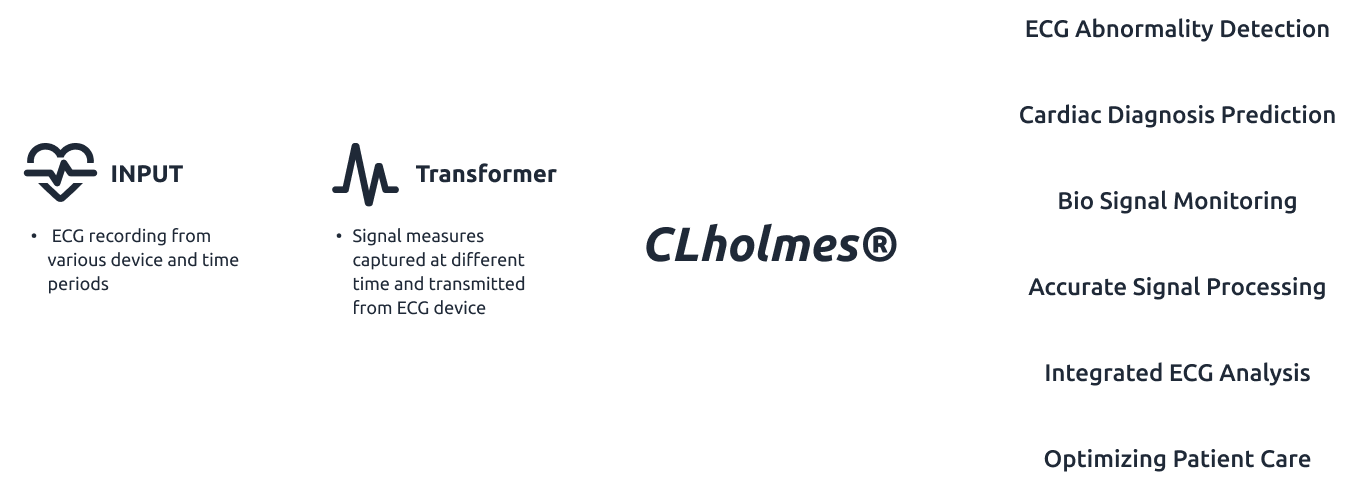 INPUT
• ECG recording from
various device and time
periods
Transformer
• Signal measures
captured at different
time and transmitted
from ECG device
CLholmes®
ECG Abnormality Detection
Cardiac Diagnosis Prediction
Bio Signal Monitoring
Accurate Signal Processing
Integrated ECG Analysis
Optimizing Patient Care